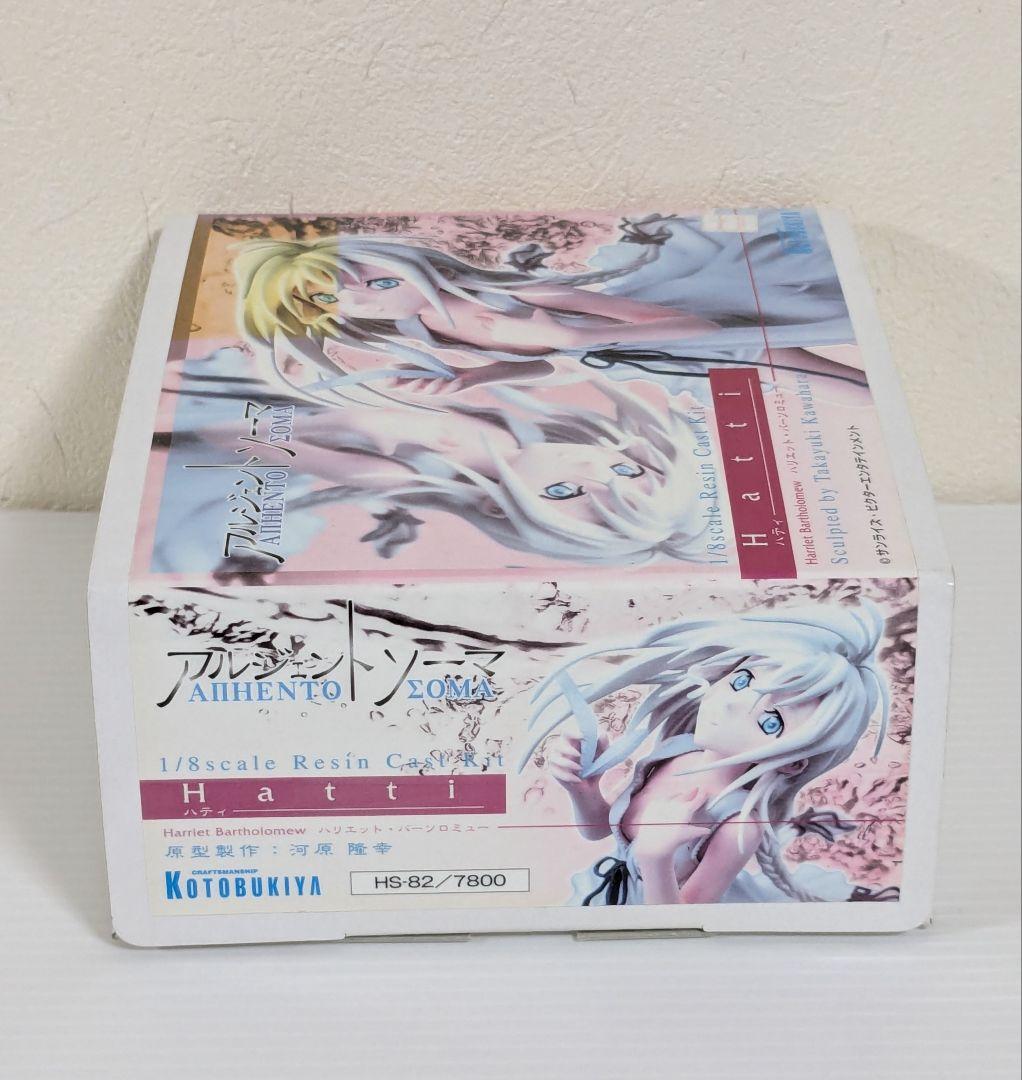 KOTOBUKIYA
アルジェントソーマ
ΑΠHENTO ΣOMA
1/8scale Resin Cast Kit
Hatti
ハティ
Harriet Bartholomew ハリエット・バーソロミュー
Sculpted by Takayuki Kawahara
©サンライズ・ビクターエンタテインメント
アルジェントソーマ
ΑΠHENTO ΣOMA
1/8scale Resin Cast Kit
Hatti
ハティ
Harriet Bartholomew ハリエット・バーソロミュー
原型製作：河原 隆幸
CRAFTSMANSHIP
KOTOBUKIYA
HS-82／7800